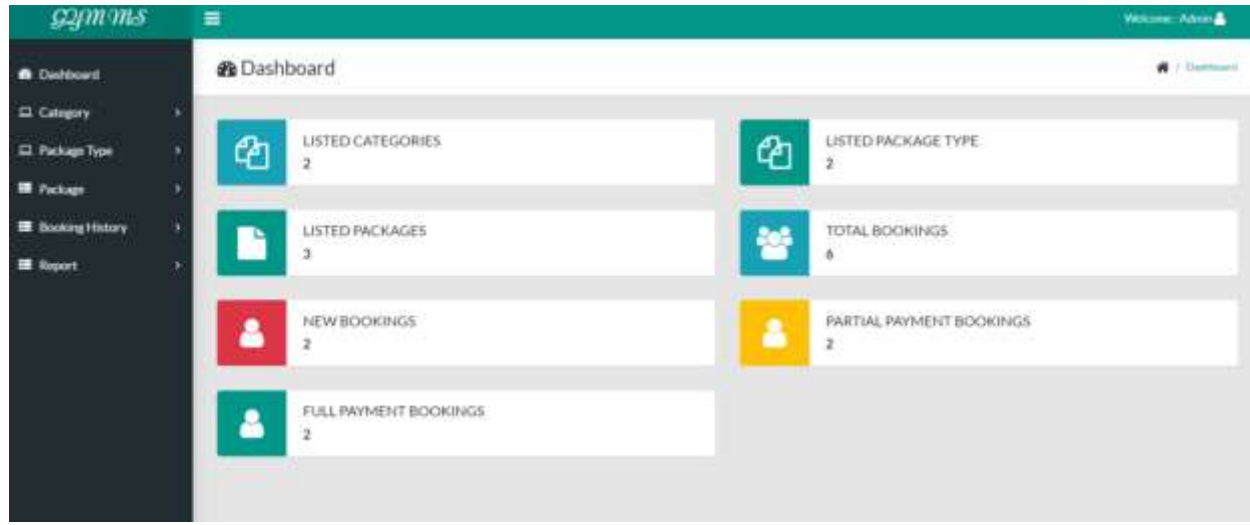 GYM MS
Welcome: Admin
Dashboard
Category
Package Type
Package
Booking History
Report
Dashboard
/ Dashboard
LISTED CATEGORIES
2
LISTED PACKAGE TYPE
2
LISTED PACKAGES
3
TOTAL BOOKINGS
6
NEW BOOKINGS
2
PARTIAL PAYMENT BOOKINGS
2
FULL PAYMENT BOOKINGS
2